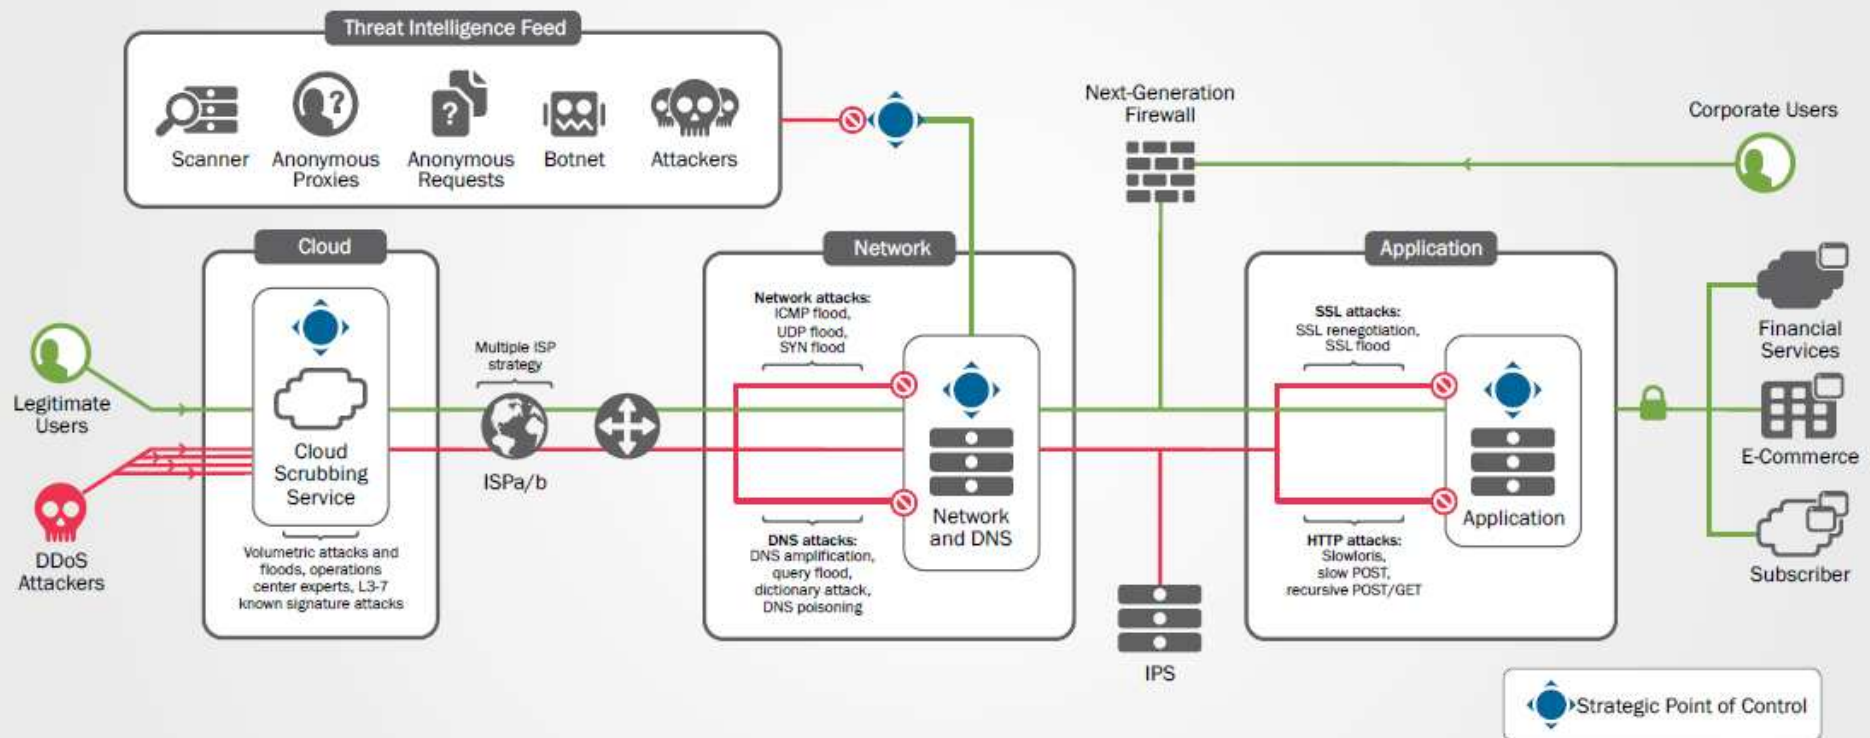 Threat Intelligence Feed
Scanner
Anonymous
Proxies
Anonymous
Requests
Botnet
Attackers
Next-Generation
Firewall
Corporate Users
Cloud
Legitimate
Users
DDoS
Attackers
Cloud
Scrubbing
Service
Volumetric attacks and
floods, operations
center experts, L3-7
known signature attacks
Multiple ISP
strategy
ISPa/b
Network
Network attacks:
ICMP flood,
UDP flood,
SYN flood
DNS attacks:
DNS amplification,
query flood,
dictionary attack,
DNS poisoning
Network
and DNS
IPS
Application
SSL attacks:
SSL renegotiation,
SSL flood
HTTP attacks:
Slowloris,
slow POST,
recursive POST/GET
Application
Financial
Services
E-Commerce
Subscriber
Strategic Point of Control